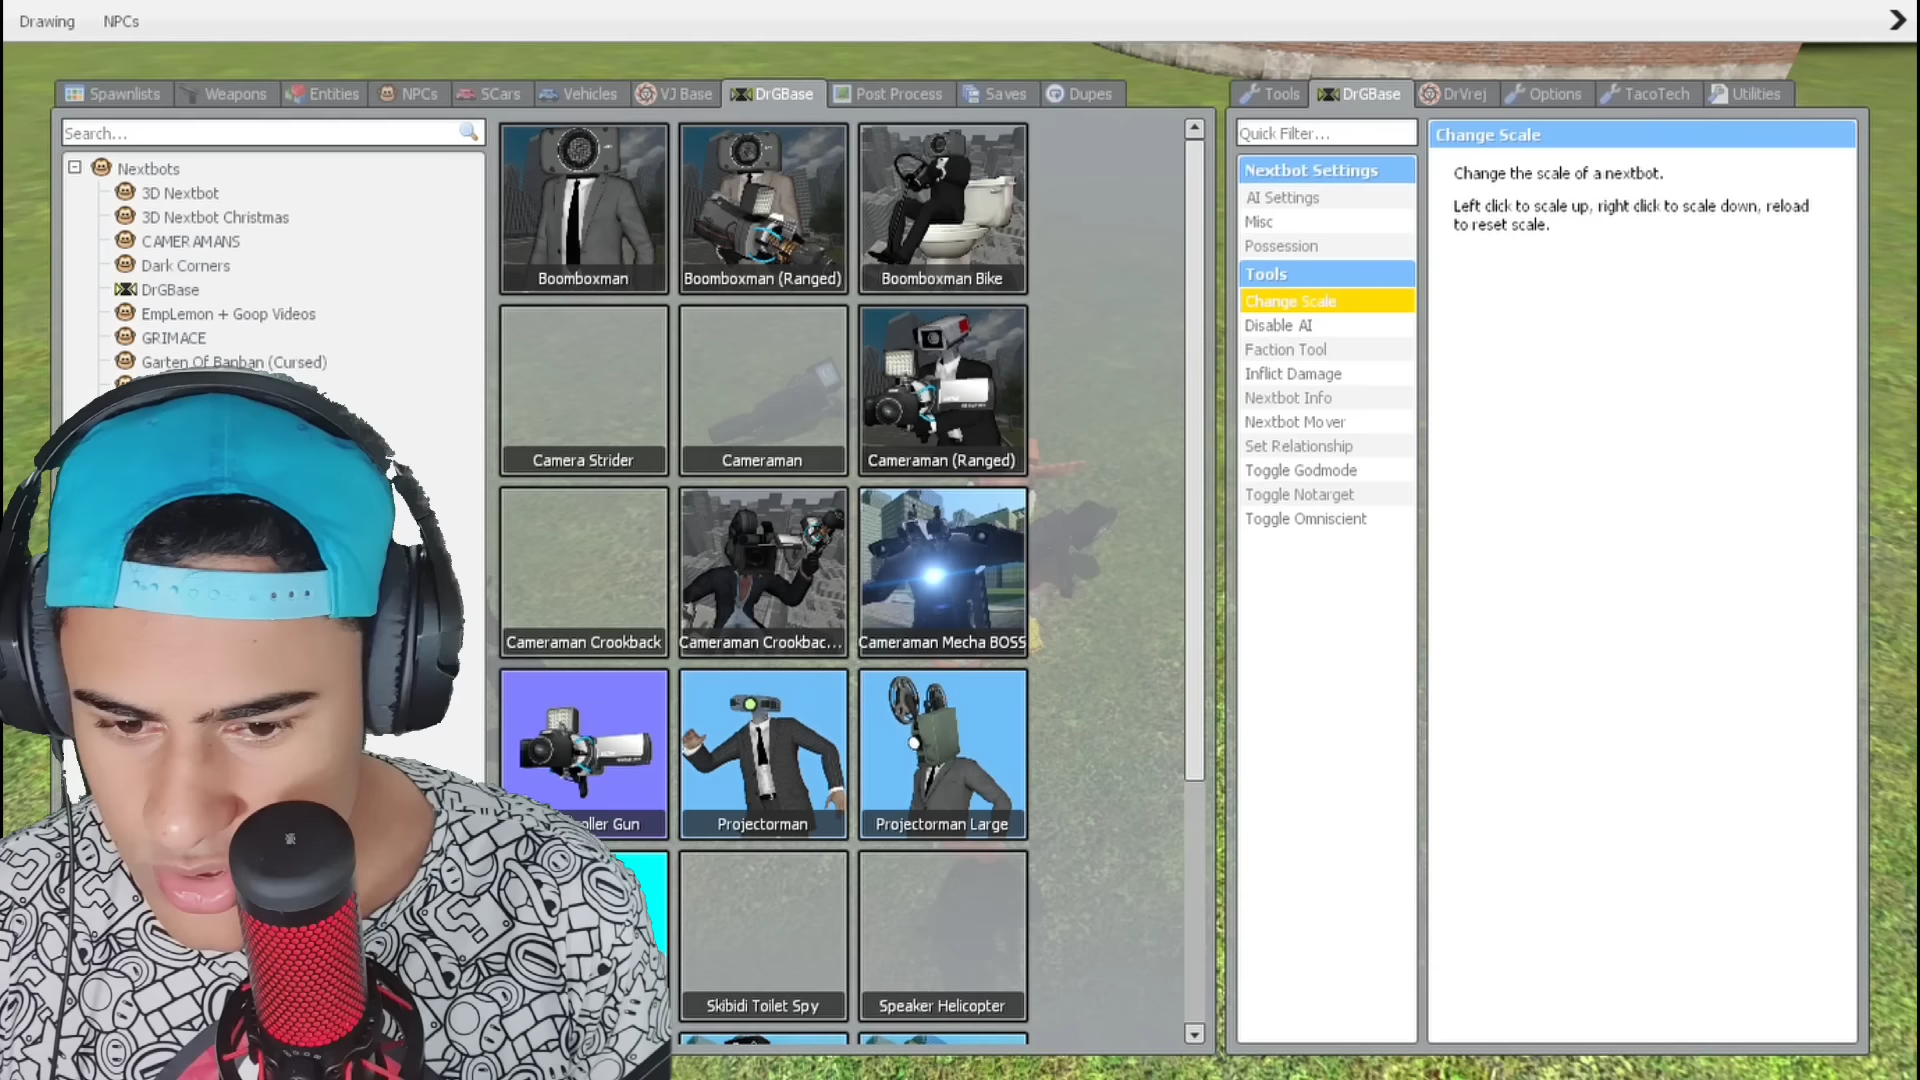 Drawing NPCs
Spawnlists Weapons Entities NPCs SCars Vehicles VJ Base DrGBase Post Process Saves Dupes
Tools DrGBase DrVrej Options TacoTech Utilities
Search...
Nextbots
3D Nextbot
3D Nextbot Christmas
CAMERAMANS
Dark Corners
DrGBase
EmpLemon + Goop Videos
GRIMACE
Garten Of Banban (Cursed)
Boomboxman
Boomboxman (Ranged)
Boomboxman Bike
Camera Strider
Cameraman
Cameraman (Ranged)
Cameraman Crookback
Cameraman Crookbac...
Cameraman Mecha BOSS
Gun
Projectorman
Projectorman Large
Skibidi Toilet Spy
Speaker Helicopter
Quick Filter...
Nextbot Settings
AI Settings
Misc
Possession
Tools
Change Scale
Disable AI
Faction Tool
Inflict Damage
Nextbot Info
Nextbot Mover
Set Relationship
Toggle Godmode
Toggle Notarget
Toggle Omniscient
Change Scale
Change the scale of a nextbot.
Left click to scale up, right click to scale down, reload
to reset scale.